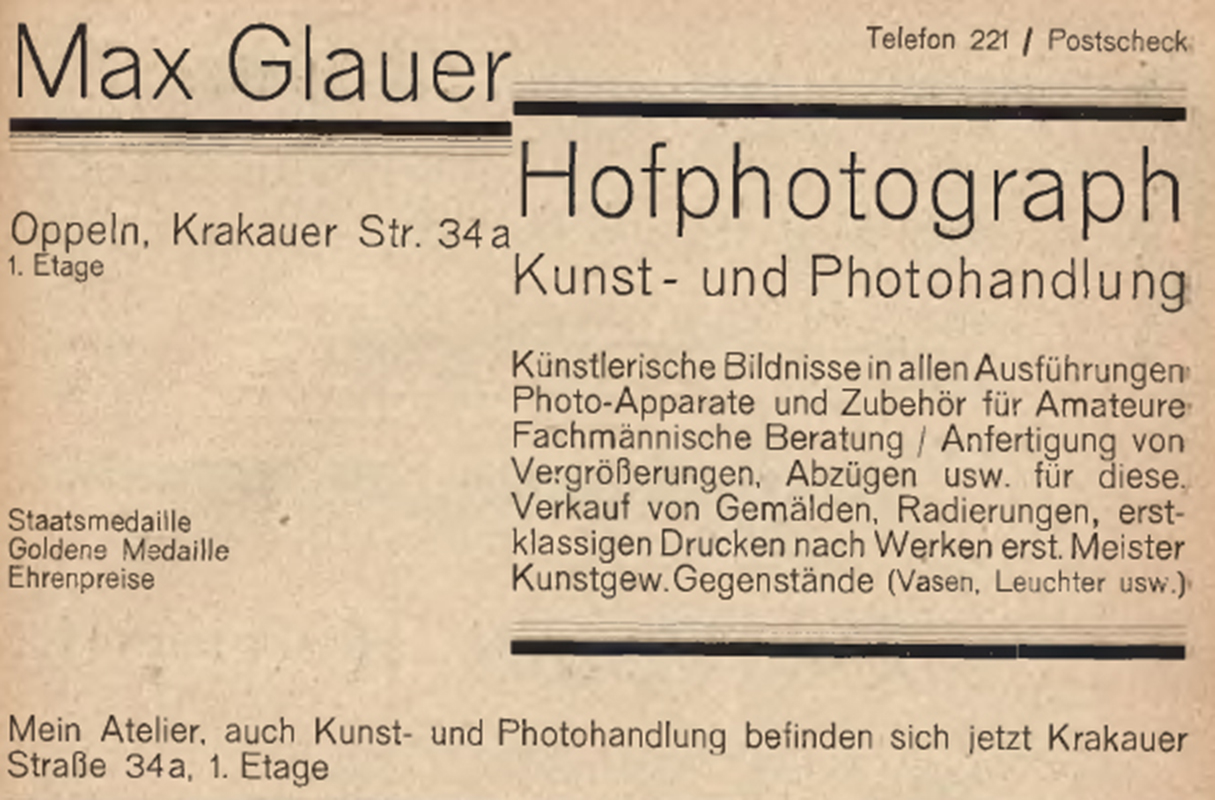 Max Glauer
Telefon 221 / Postscheck
Hofphotograph
Oppeln, Krakauer Str. 34a
1. Etage
Kunst- und Photohandlung
Künstlerische Bildnisse in allen Ausführungen
Photo-Apparate und Zubehör für Amateure
Fachmännische Beratung / Anfertigung von
Vergrößerungen, Abzügen usw. für diese.
Verkauf von Gemälden, Radierungen, erst-
klassigen Drucken nach Werken erst. Meister
Kunstgew. Gegenstände (Vasen, Leuchter usw.)
Staatsmedaille
Goldene Medaille
Ehrenpreise
Mein Atelier, auch Kunst- und Photohandlung befinden sich jetzt Krakauer
Straße 34a, 1. Etage